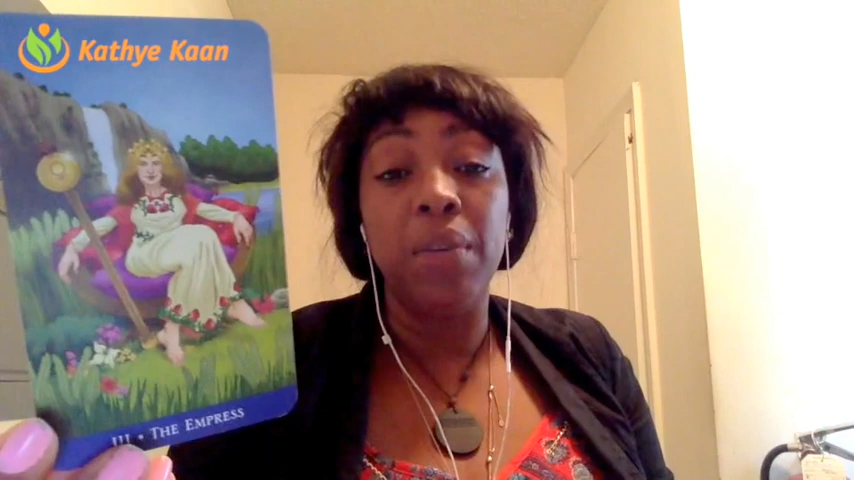 Kathye Kaan
III • THE EMPRESS